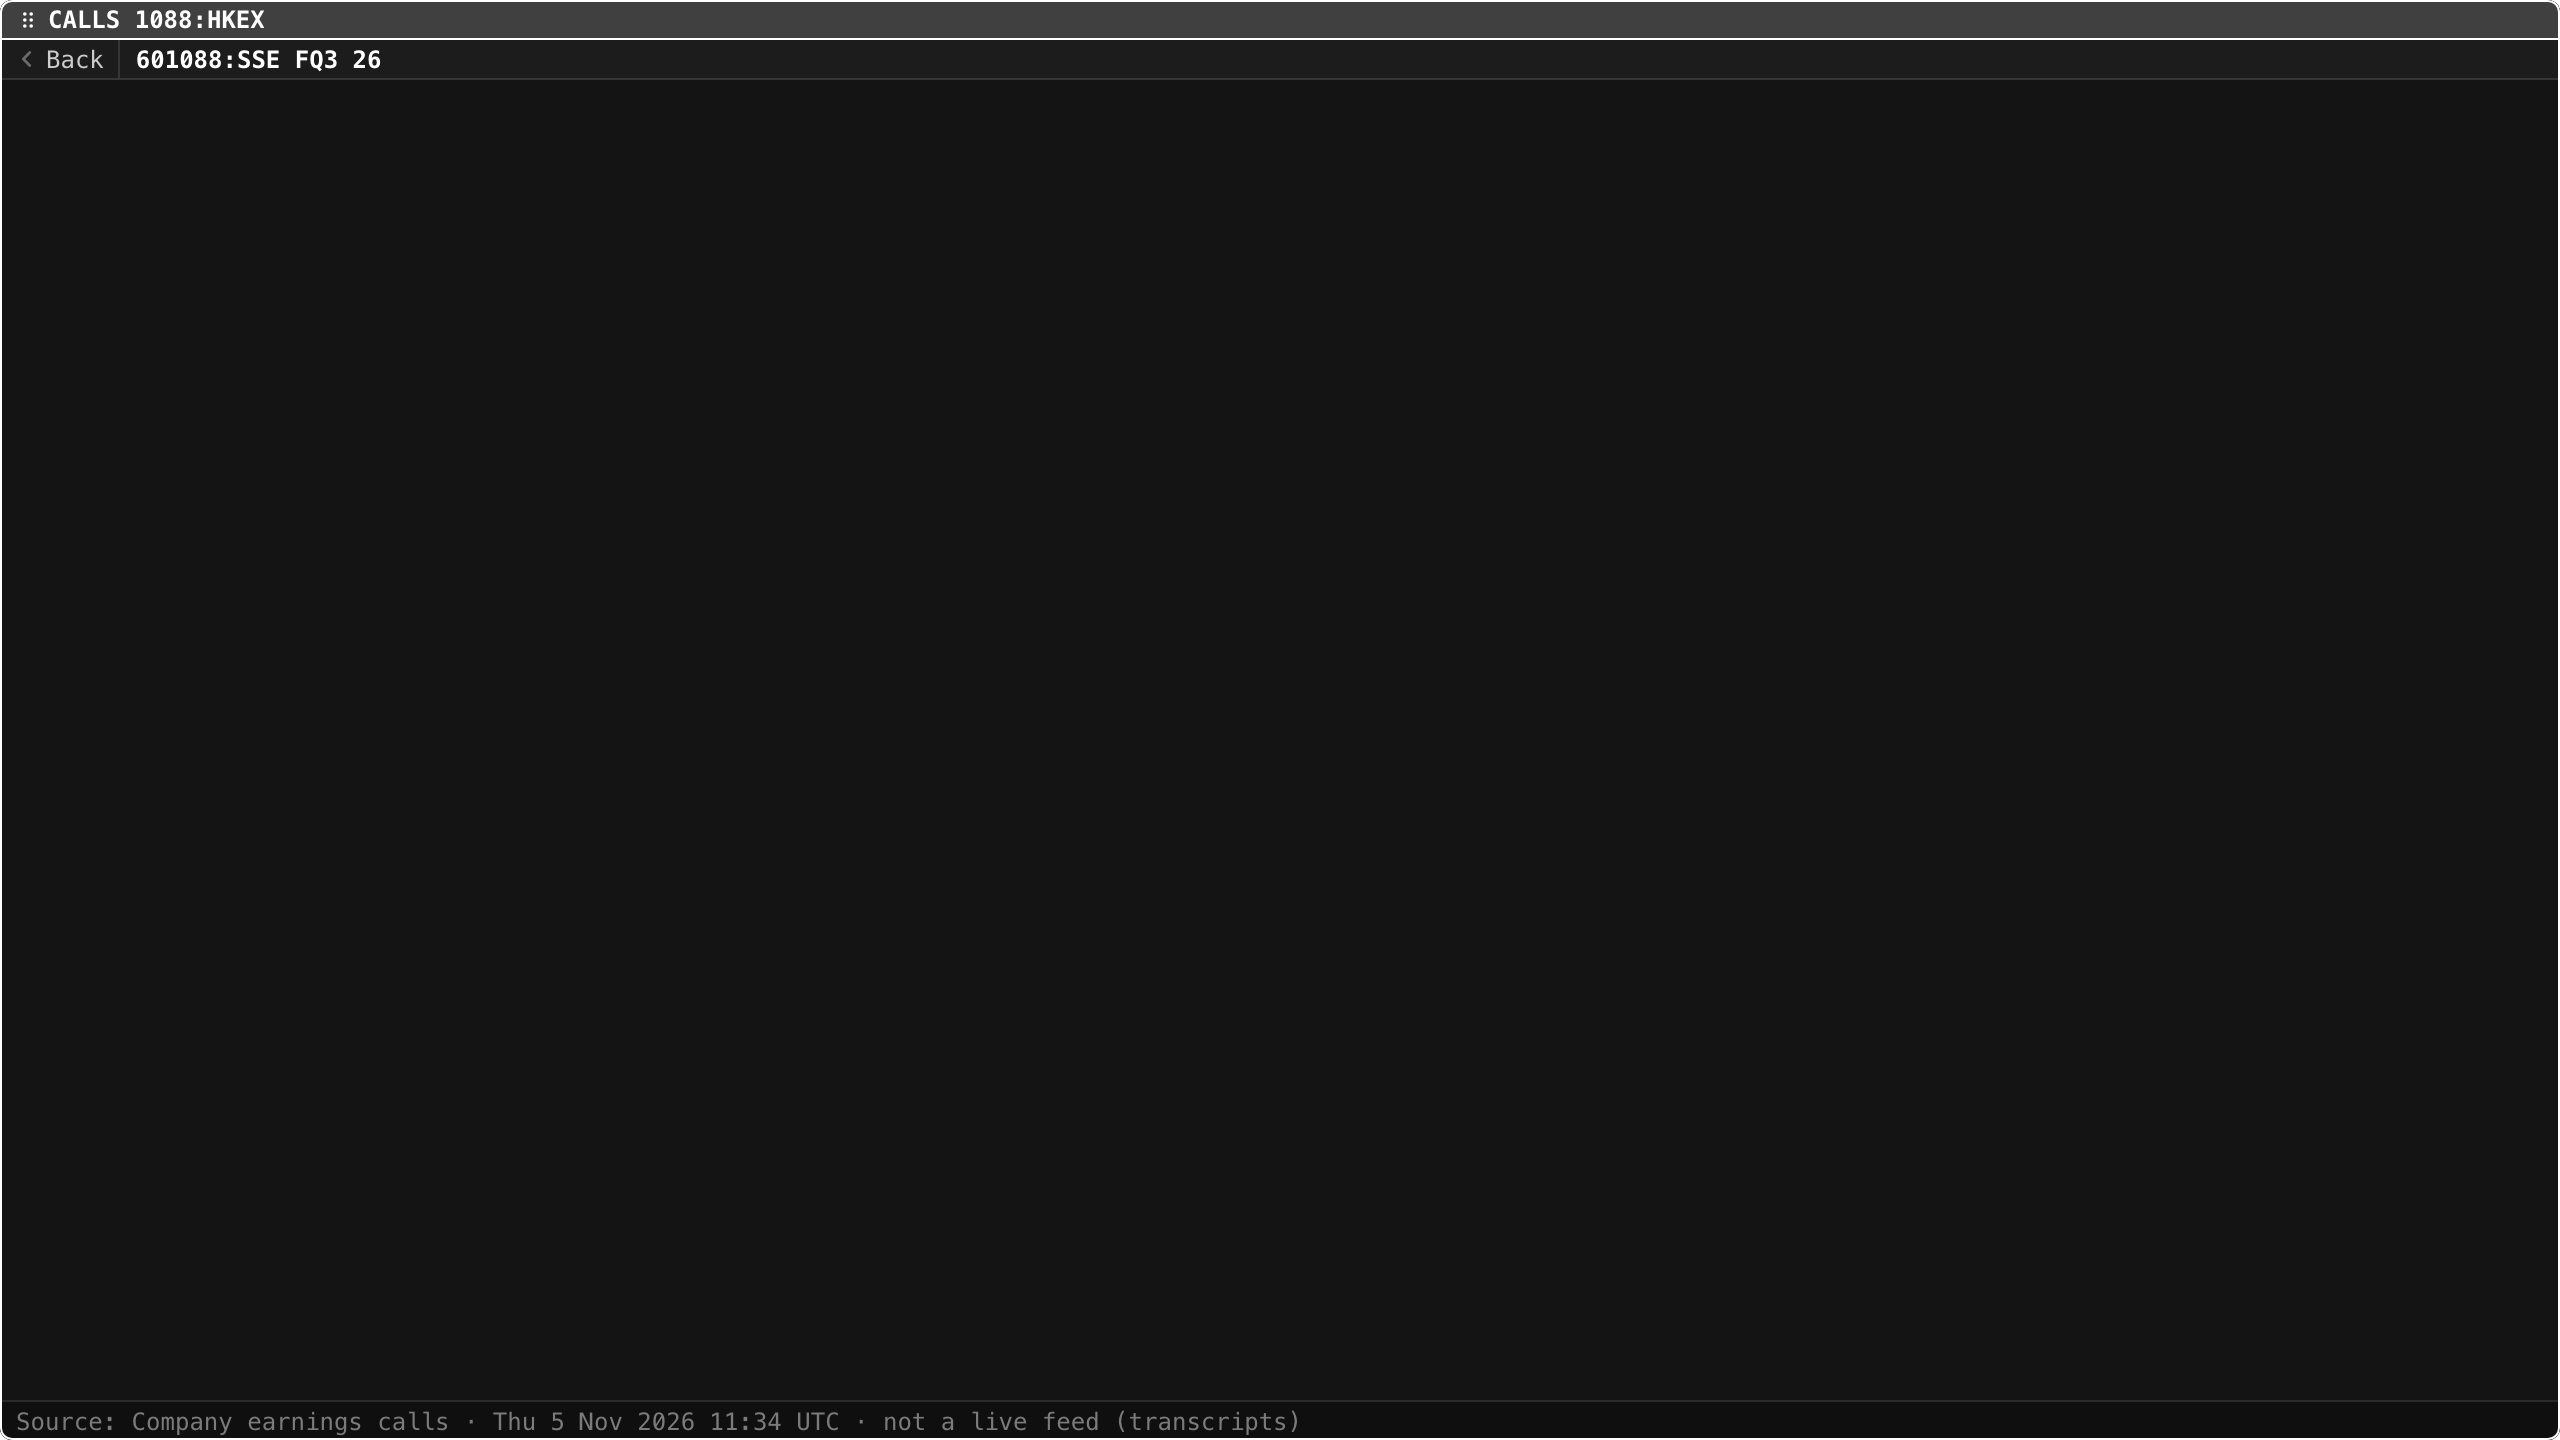 CALLS 1088:HKEX
Back 601088:SSE FQ3 26
Source: Company earnings calls · Thu 5 Nov 2026 11:34 UTC · not a live feed (transcripts)